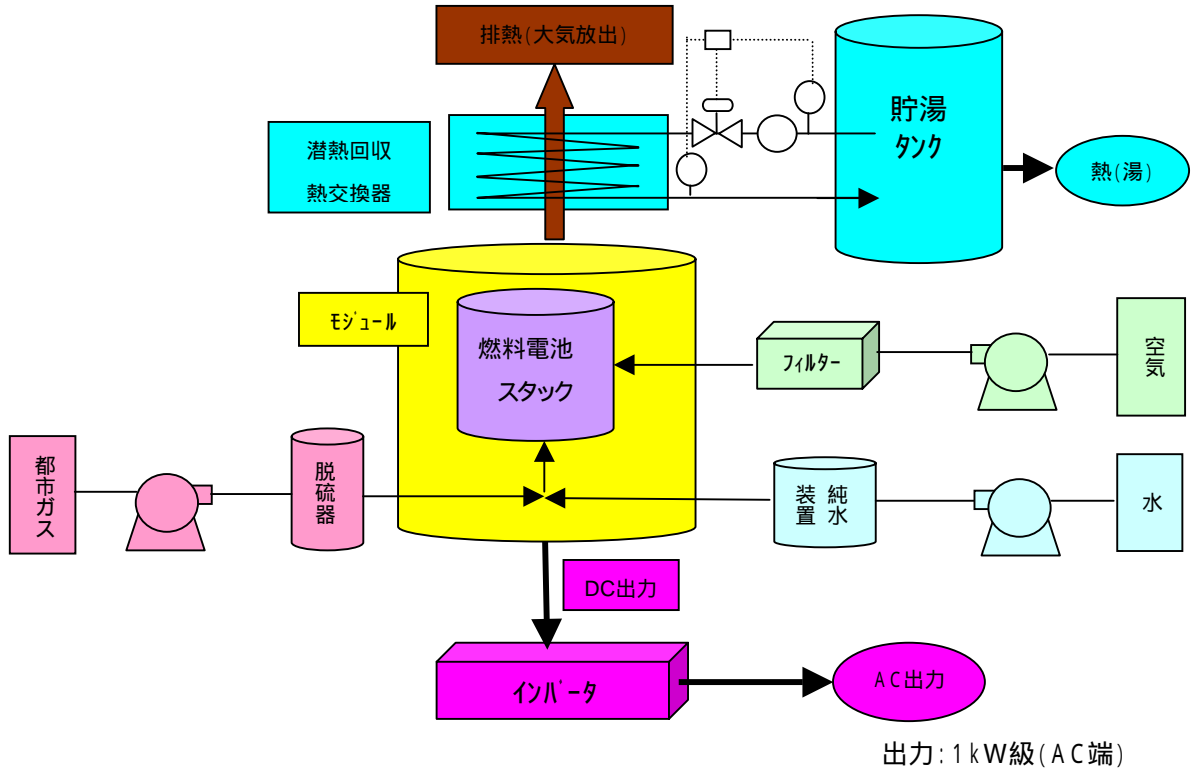 排熱(大気放出)
貯湯
タンク
潜熱回収
熱交換器
熱(湯)
モジュール
燃料電池
スタック
フィルター
空気
都市ガス
脱硫器
純水
装置
水
DC出力
インバータ
AC出力
出力:1kW級(AC端)